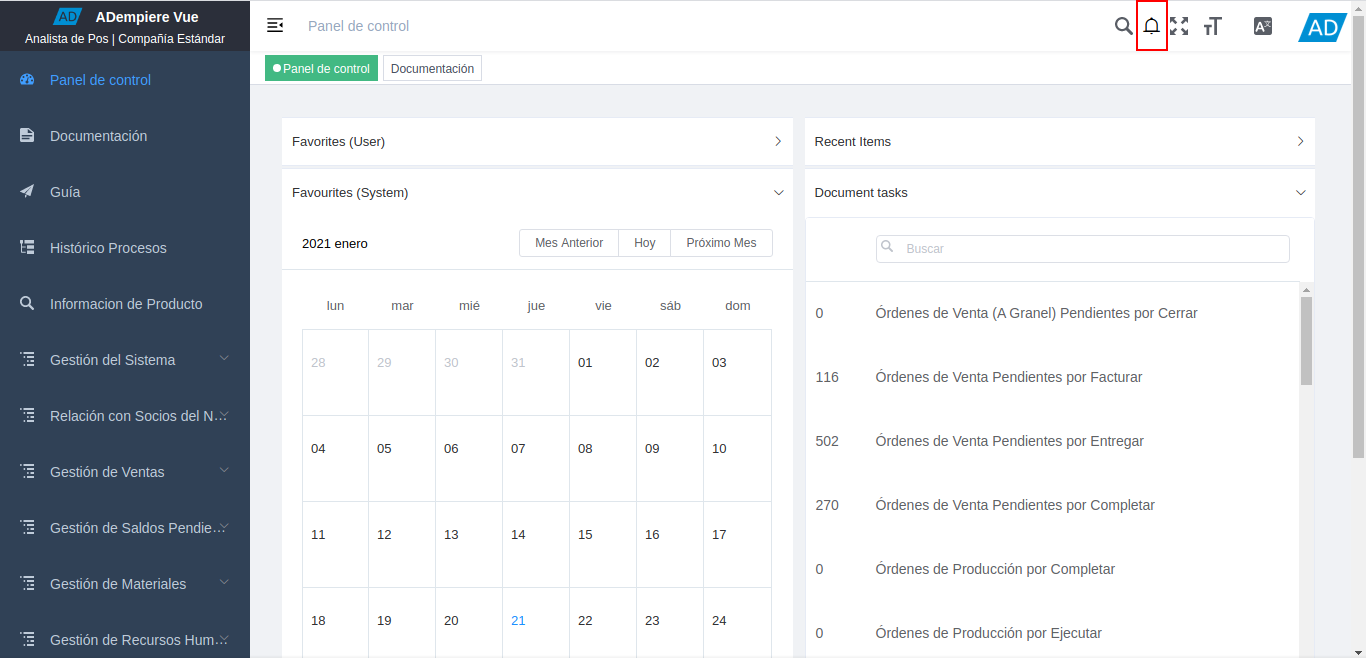 AD ADempiere Vue
Analista de Pos | Compañía Estándar
Panel de control
Documentación
Guía
Histórico Procesos
Informacion de Producto
Gestión del Sistema
Relación con Socios del N...
Gestión de Ventas
Gestión de Saldos Pendie...
Gestión de Materiales
Gestión de Recursos Hum...
Panel de control
AD
Panel de control
Documentación
Favorites (User)
Favourites (System)
2021 enero
Mes Anterior Hoy Próximo Mes
lun mar mié jue vie sáb dom
28 29 30 31 01 02 03
04 05 06 07 08 09 10
11 12 13 14 15 16 17
18 19 20 21 22 23 24
Recent Items
Document tasks
Buscar
0 Órdenes de Venta (A Granel) Pendientes por Cerrar
116 Órdenes de Venta Pendientes por Facturar
502 Órdenes de Venta Pendientes por Entregar
270 Órdenes de Venta Pendientes por Completar
0 Órdenes de Producción por Completar
0 Órdenes de Producción por Ejecutar